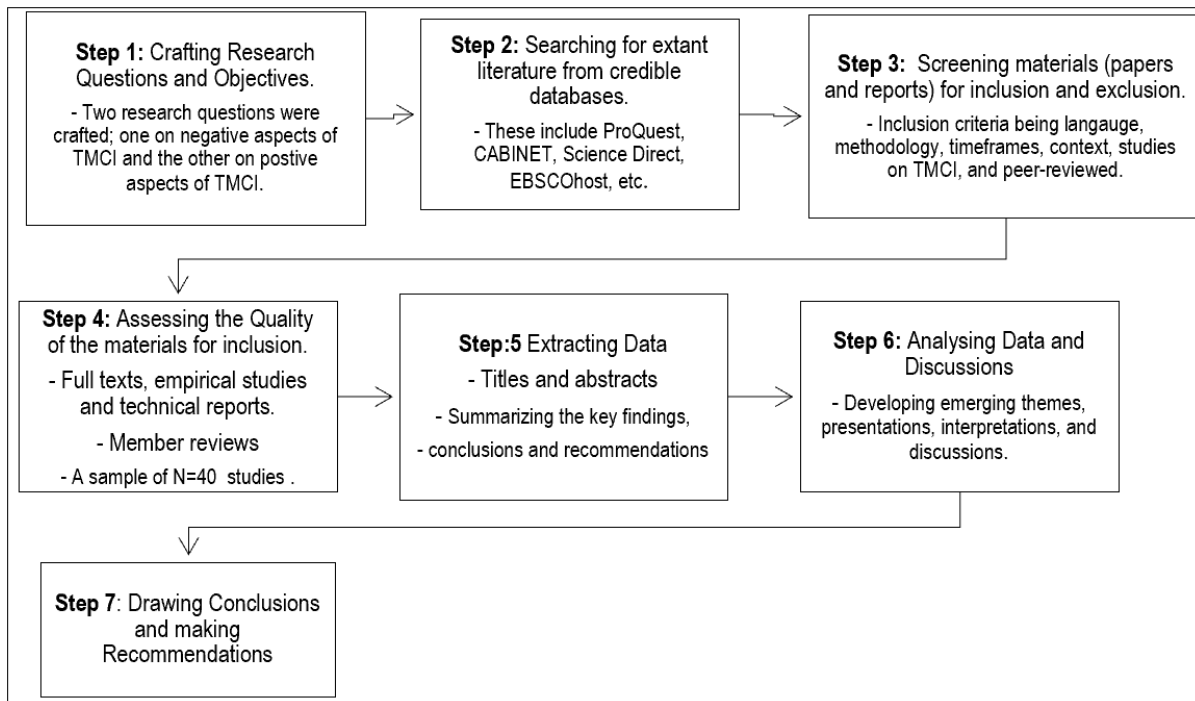 Step 1: Crafting Research
Questions and Objectives.
- Two research questions were
crafted; one on negative aspects of
TMCI and the other on postive
aspects of TMCI.
Step 2: Searching for extant
literature from credible
databases.
- These include ProQuest,
CABINET, Science Direct,
EBSCOhost, etc.
Step 3: Screening materials (papers
and reports) for inclusion and exclusion.
- Inclusion criteria being langauge,
methodology, timeframes, context, studies
on TMCI, and peer-reviewed.
Step 4: Assessing the Quality
of the materials for inclusion.
- Full texts, empirical studies
and technical reports.
- Member reviews
- A sample of N=40 studies .
Step:5 Extracting Data
- Titles and abstracts
- Summarizing the key findings,
- conclusions and recommendations
Step 6: Analysing Data and
Discussions
- Developing emerging themes,
presentations, interpretations, and
discussions.
Step 7: Drawing Conclusions
and making
Recommendations